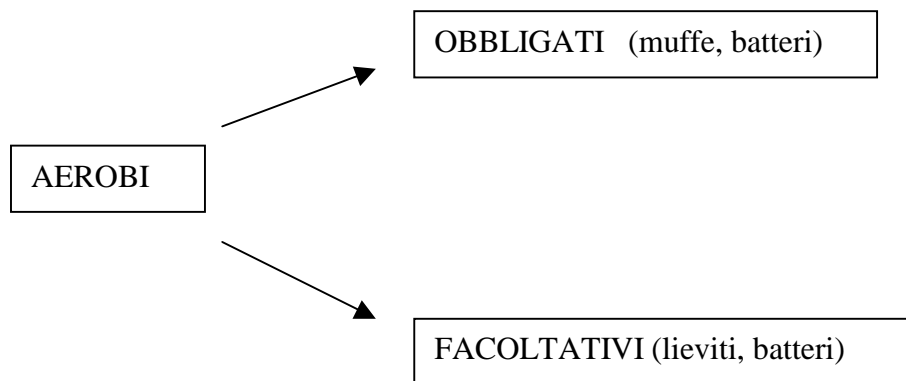 OBBLIGATI (muffe, batteri)
AEROBI
FACOLTATIVI (lieviti, batteri)